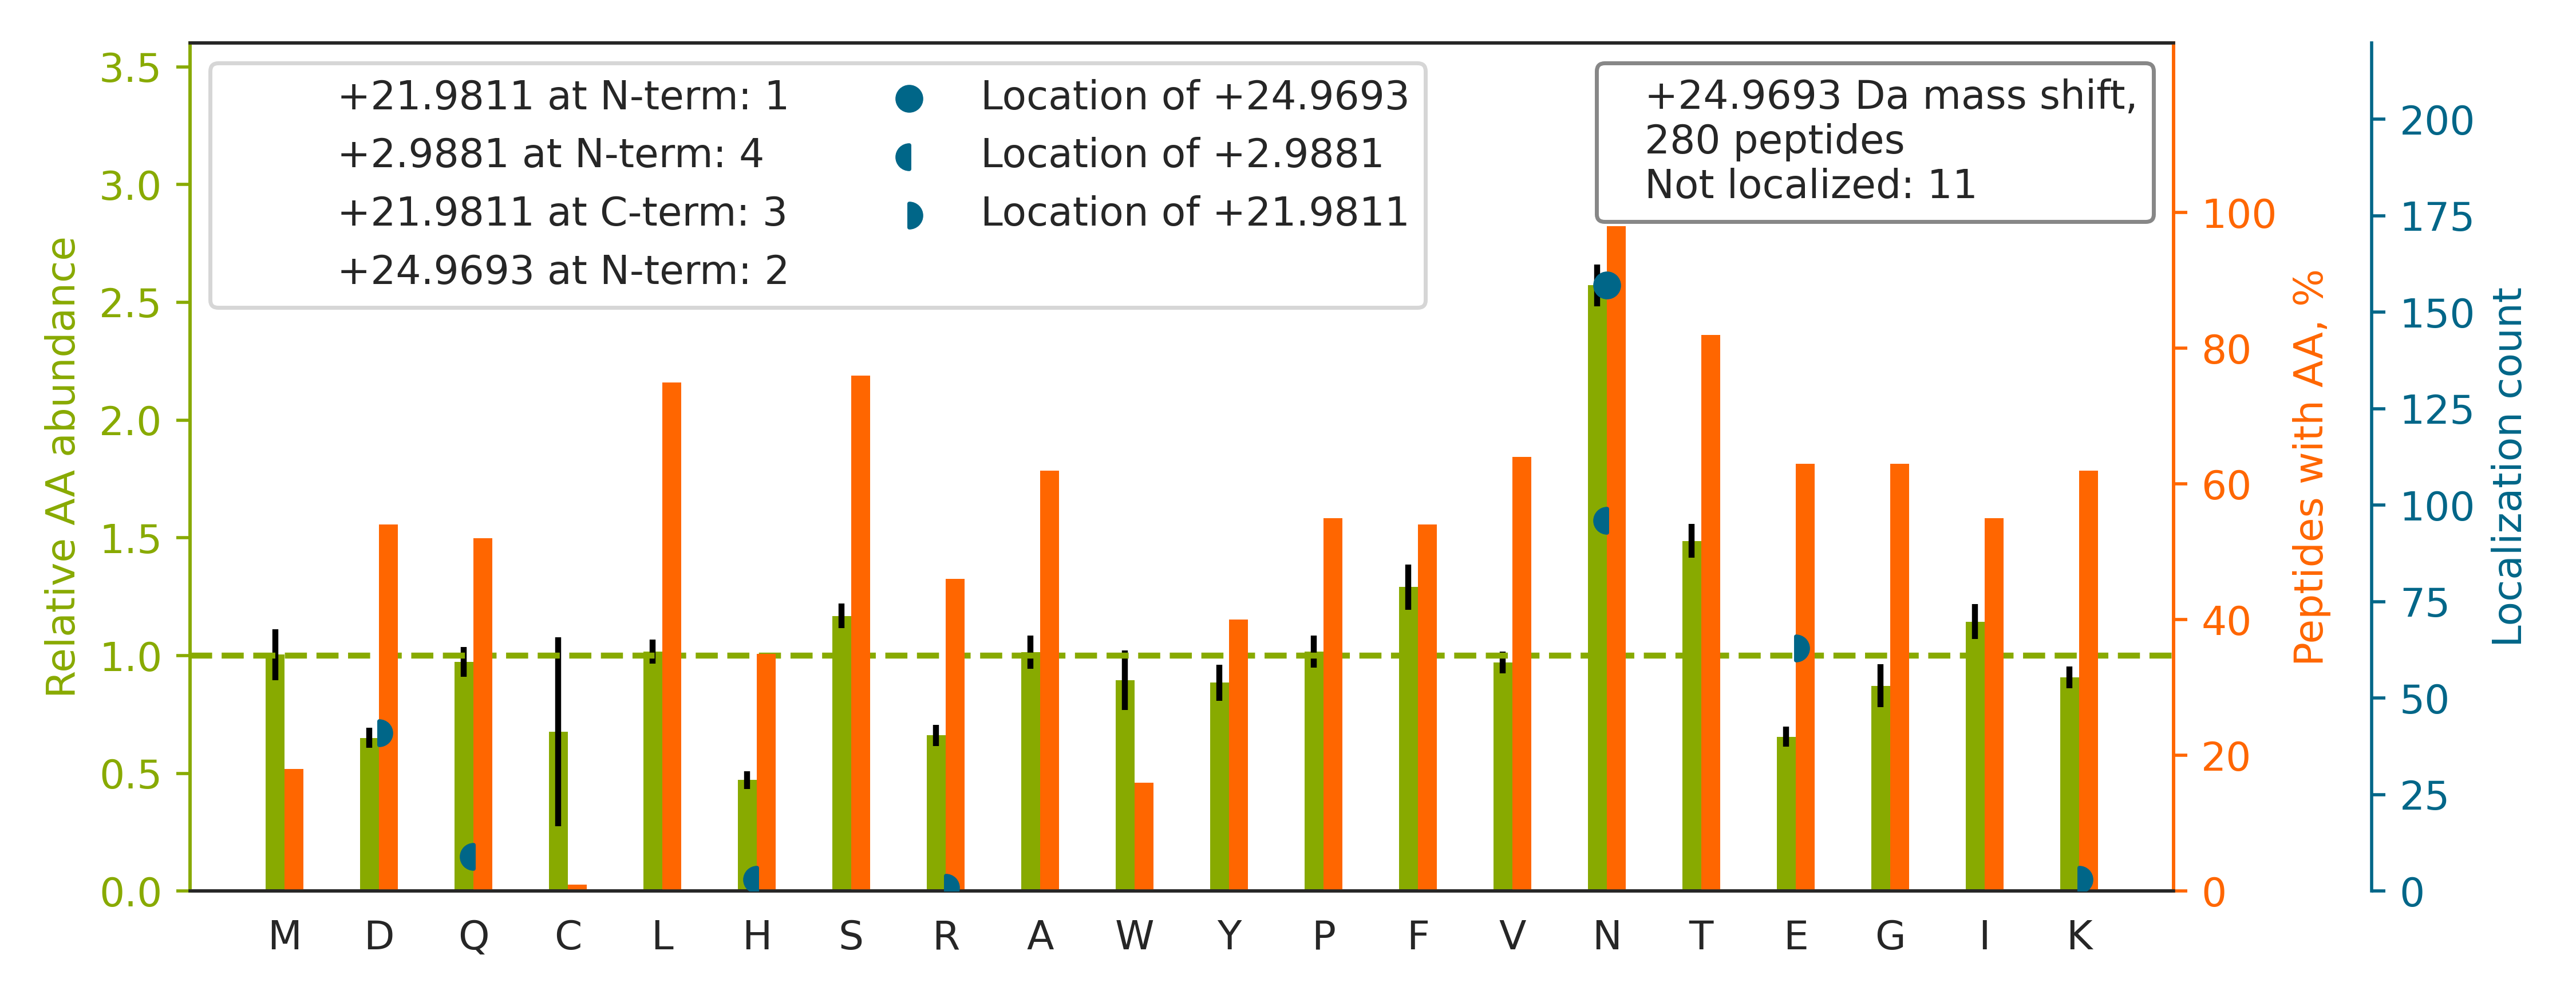 +21.9811 at N-term: 1
+2.9881 at N-term: 4
+21.9811 at C-term: 3
+24.9693 at N-term: 2
Location of +24.9693
Location of +2.9881
Location of +21.9811
+24.9693 Da mass shift,
280 peptides
Not localized: 11
Relative AA abundance
3.5
3.0
2.5
2.0
1.5
1.0
0.5
0.0
M D Q C L H S R A W Y P F V N T E G I K
100
80
60
40
20
0
Peptides with AA, %
200
175
150
125
100
75
50
25
0
Localization count